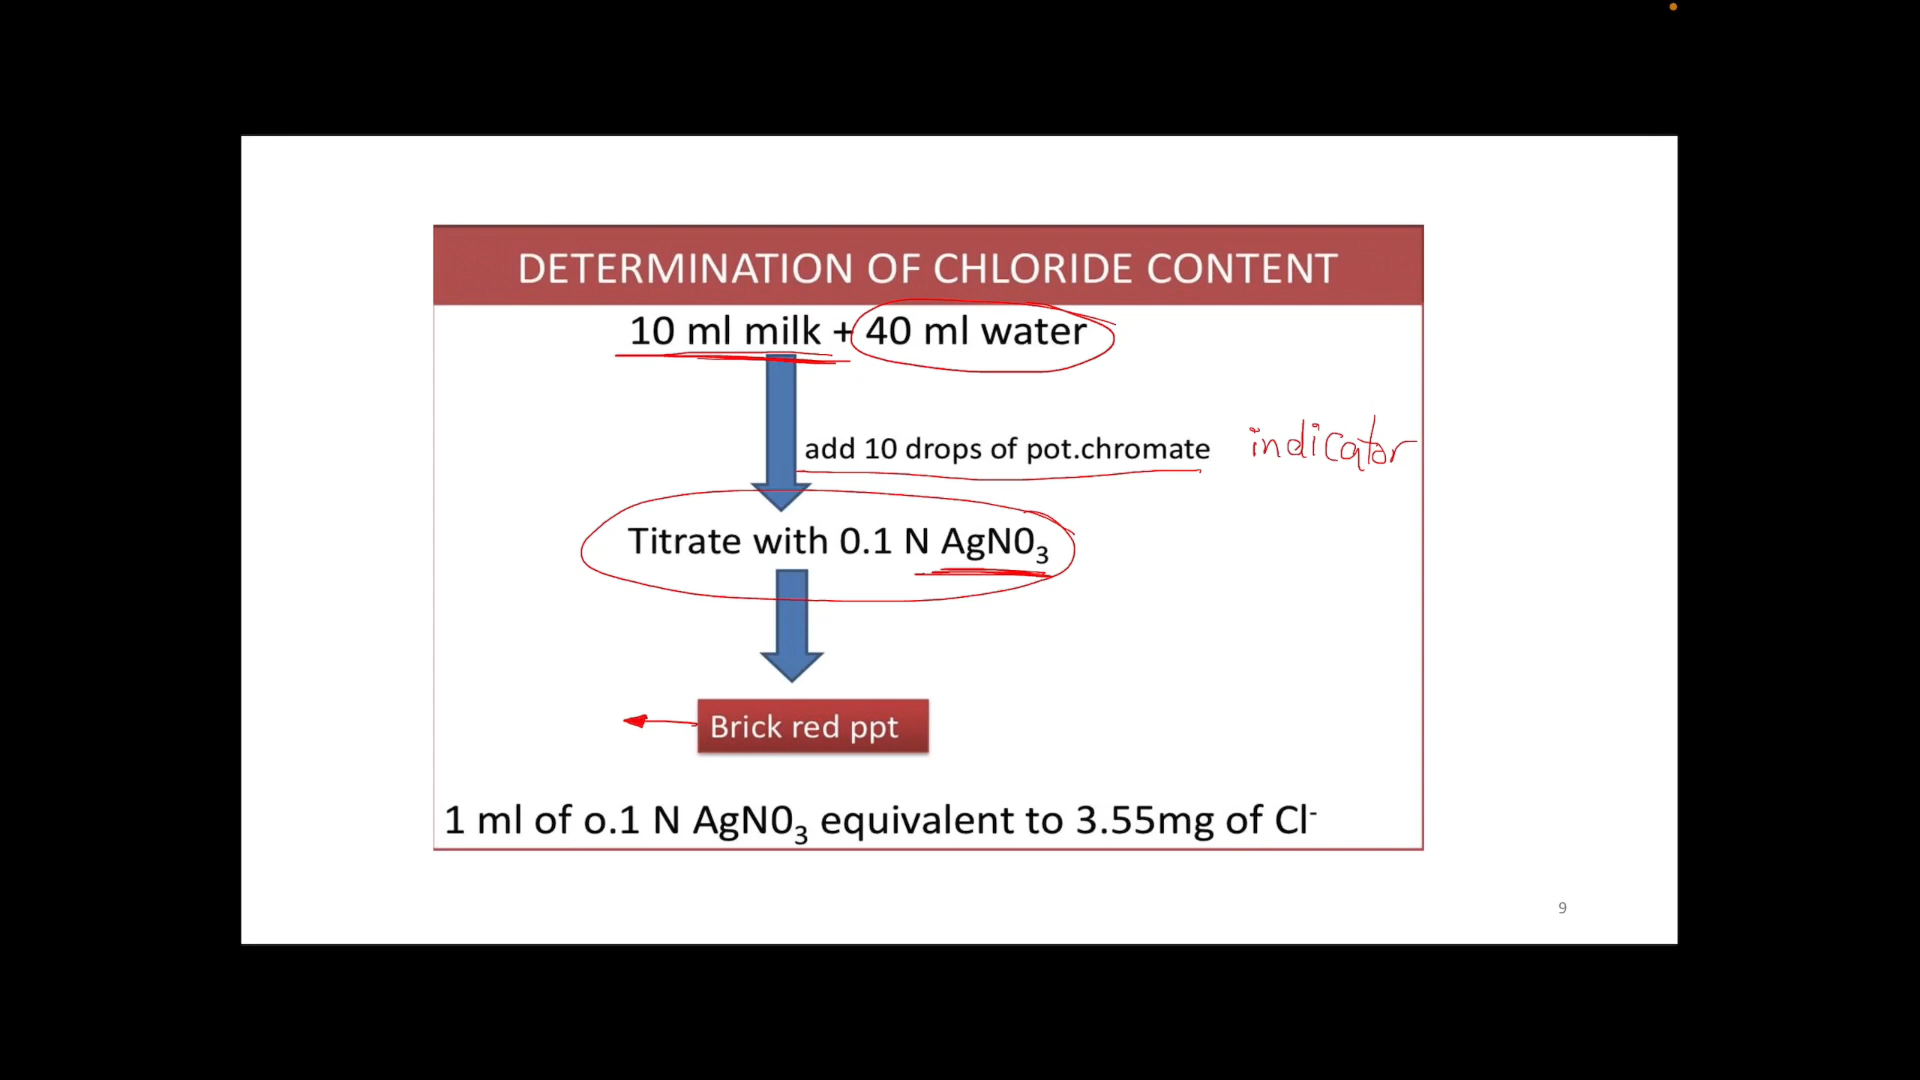 DETERMINATION OF CHLORIDE CONTENT
10 ml milk + 40 ml water
add 10 drops of pot.chromate indicator
Titrate with 0.1 N AgN0₃
Brick red ppt
1 ml of o.1 N AgN0₃ equivalent to 3.55mg of Cl⁻
9